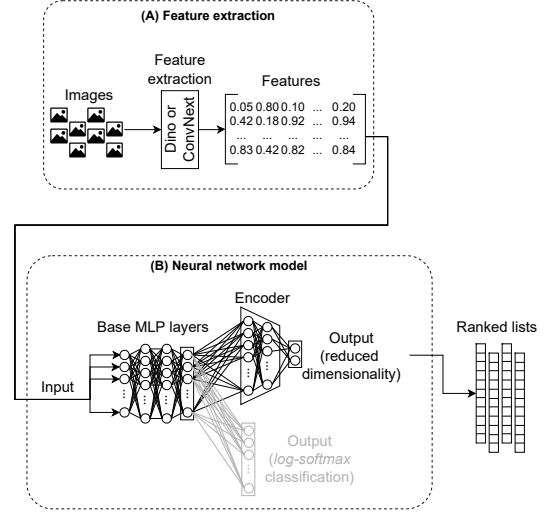 (A) Feature extraction
Feature
extraction
Images
Features
Dino or
ConvNext
0.05 0.80 0.10 ... 0.20
0.42 0.18 0.92 ... 0.94
... ... ... ... ...
0.83 0.42 0.82 ... 0.84
(B) Neural network model
Encoder
Base MLP layers
Output
(reduced
dimensionality)
Ranked lists
Input
Output
(log-softmax
classification)